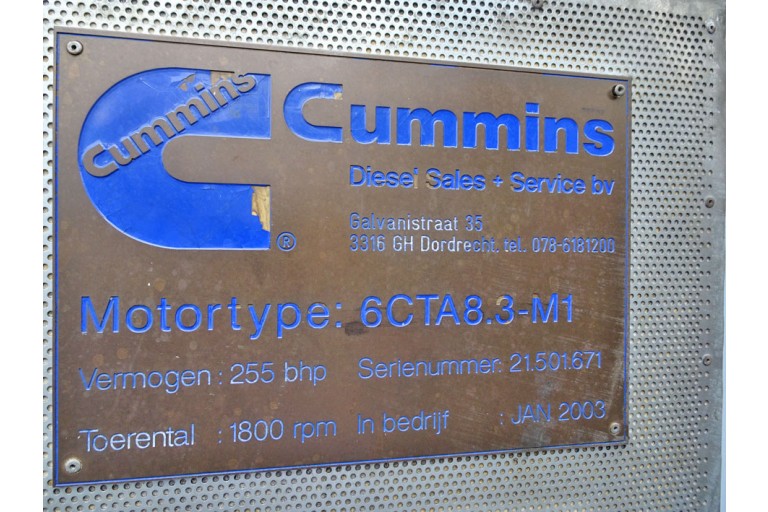 Cummins
Cummins
Diesel Sales + Service bv
®
Galvanistraat 35
3316 GH Dordrecht. tel. 078-6181200
Motortype: 6CTA8.3-M1
Vermogen : 255 bhp Serienummer: 21.501.671
Toerental : 1800 rpm In bedrijf : JAN 2003